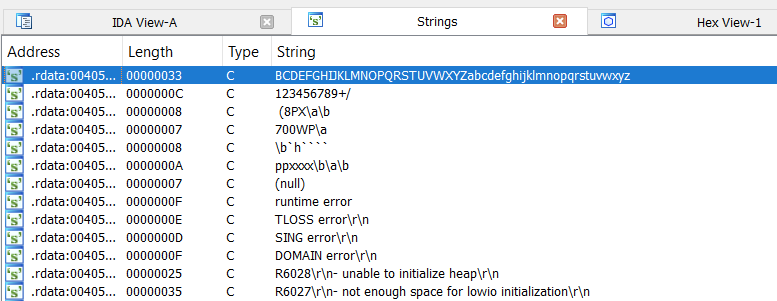 IDA View-A Strings Hex View-1
Address Length Type String
.rdata:00405... 00000033 C BCDEFGHIJKLMNOPQRSTUVWXYZabcdefghijklmnopqrstuvwxyz
.rdata:00405... 0000000C C 123456789+/
.rdata:00405... 00000008 C (8PX\a\b
.rdata:00405... 00000007 C 700WP\a
.rdata:00405... 00000008 C \b`h````
.rdata:00405... 0000000A C ppxxxx\b\a\b
.rdata:00405... 00000007 C (null)
.rdata:00405... 0000000F C runtime error
.rdata:00405... 0000000E C TLOSS error\r\n
.rdata:00405... 0000000D C SING error\r\n
.rdata:00405... 0000000F C DOMAIN error\r\n
.rdata:00405... 00000025 C R6028\r\n- unable to initialize heap\r\n
.rdata:00405... 00000035 C R6027\r\n- not enough space for lowio initialization\r\n